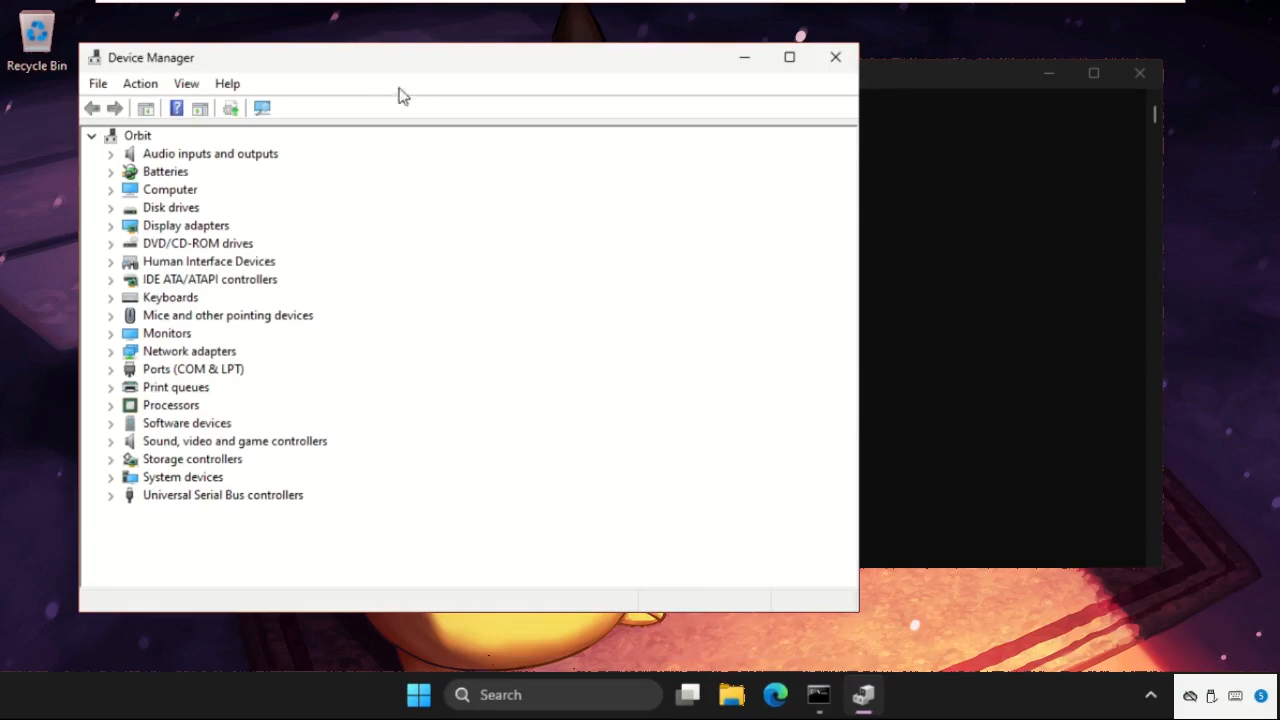 Recycle Bin
Device Manager
File Action View Help
Orbit
Audio inputs and outputs
Batteries
Computer
Disk drives
Display adapters
DVD/CD-ROM drives
Human Interface Devices
IDE ATA/ATAPI controllers
Keyboards
Mice and other pointing devices
Monitors
Network adapters
Ports (COM & LPT)
Print queues
Processors
Software devices
Sound, video and game controllers
Storage controllers
System devices
Universal Serial Bus controllers
Search
5